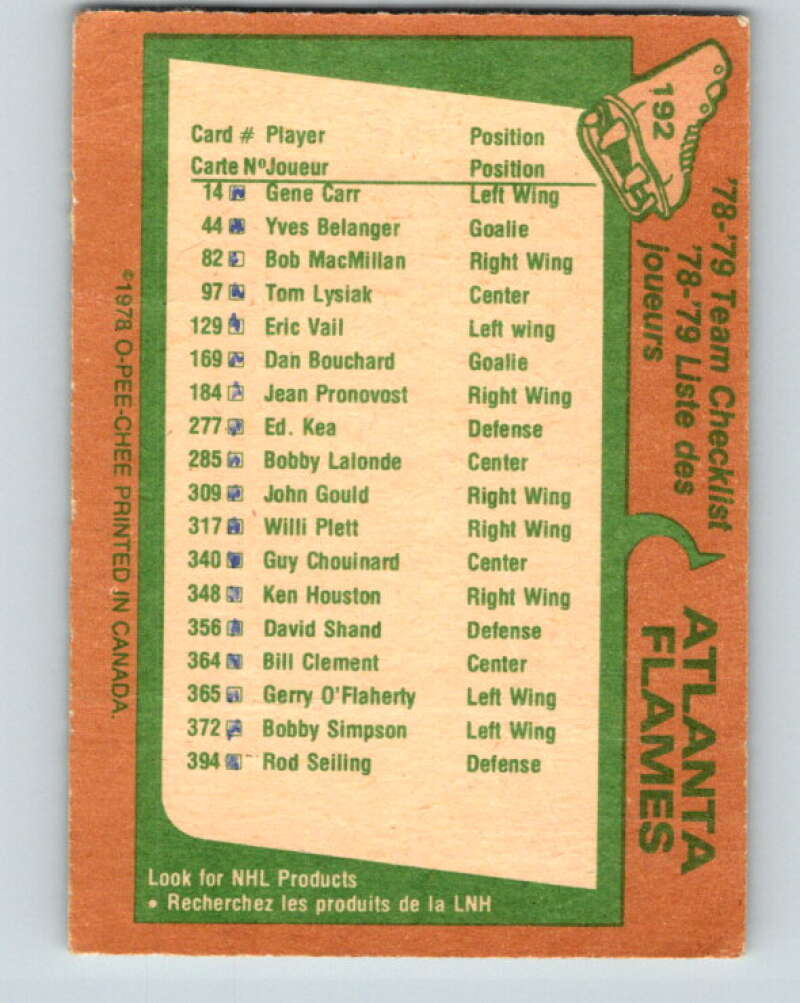 192
'78-'79 Team Checklist
'78-'79 Liste des
joueurs
ATLANTA
FLAMES
Card # Player Position
Carte Nº Joueur Position
14 Gene Carr Left Wing
44 Yves Belanger Goalie
82 Bob MacMillan Right Wing
97 Tom Lysiak Center
129 Eric Vail Left wing
169 Dan Bouchard Goalie
184 Jean Pronovost Right Wing
277 Ed. Kea Defense
285 Bobby Lalonde Center
309 John Gould Right Wing
317 Willi Plett Right Wing
340 Guy Chouinard Center
348 Ken Houston Right Wing
356 David Shand Defense
364 Bill Clement Center
365 Gerry O'Flaherty Left Wing
372 Bobby Simpson Left Wing
394 Rod Seiling Defense
Look for NHL Products
• Recherchez les produits de la LNH
©1978 O-PEE-CHEE PRINTED IN CANADA.